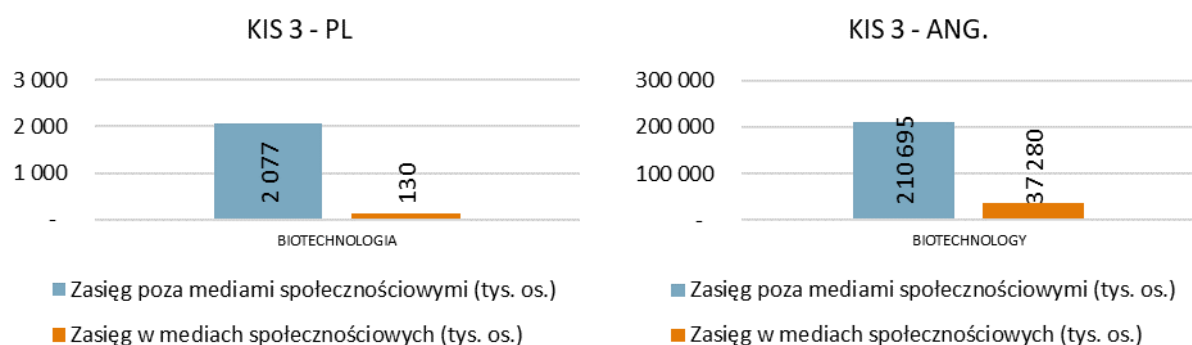 KIS 3 - PL
3 000
2 000
1 000
-
2 077
130
BIOTECHNOLOGIA
Zasięg poza mediami społecznościowymi (tys. os.)
Zasięg w mediach społecznościowych (tys. os.)
KIS 3 - ANG.
300 000
200 000
100 000
-
210 695
37 280
BIOTECHNOLOGY
Zasięg poza mediami społecznościowymi (tys. os.)
Zasięg w mediach społecznościowych (tys. os.)